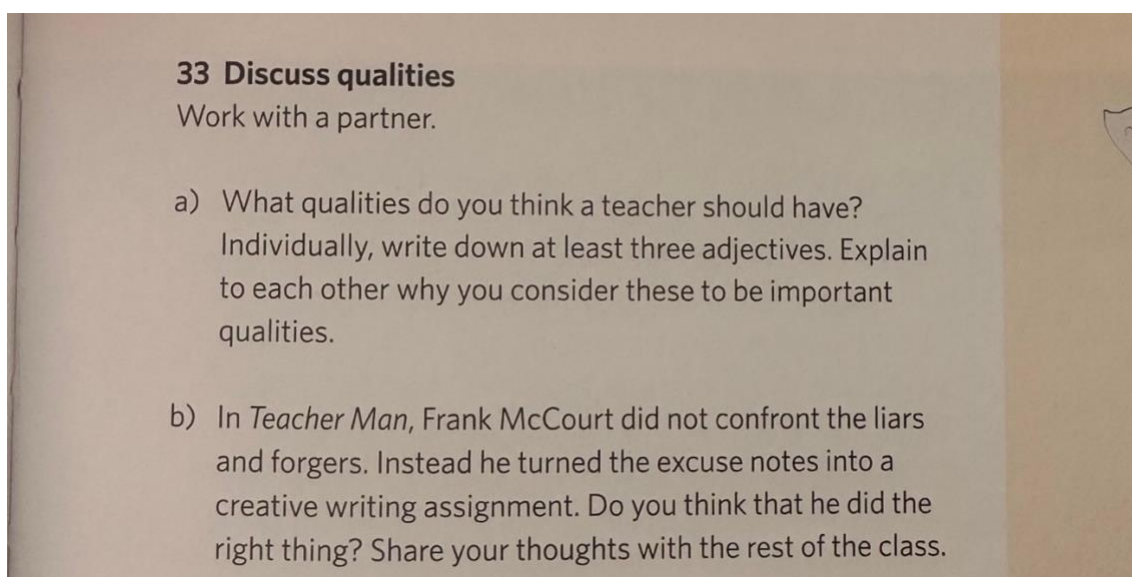 33 Discuss qualities
Work with a partner.
a) What qualities do you think a teacher should have?
Individually, write down at least three adjectives. Explain
to each other why you consider these to be important
qualities.
b) In Teacher Man, Frank McCourt did not confront the liars
and forgers. Instead he turned the excuse notes into a
creative writing assignment. Do you think that he did the
right thing? Share your thoughts with the rest of the class.